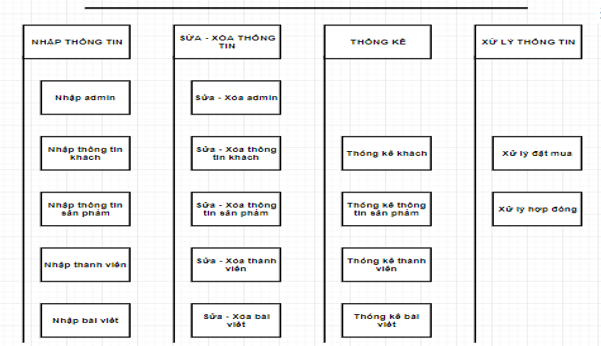 NHẬP THÔNG TIN
SỬA - XÓA THÔNG
TIN
THỐNG KÊ
XỬ LÝ THÔNG TIN
Nhập admin
Sửa - Xóa admin
Nhập thông tin
khách
Sửa - Xóa thông
tin khách
Thống kê khách
Xử lý đặt mua
Nhập thông tin
sản phẩm
Sửa - Xóa thông
tin sản phẩm
Thống kê thông
tin sản phẩm
Xử lý hợp đồng
Nhập thành viên
Sửa - Xóa thành
viên
Thống kê thành
viên
Nhập bài viết
Sửa - Xóa bài
viết
Thống kê bài
viết